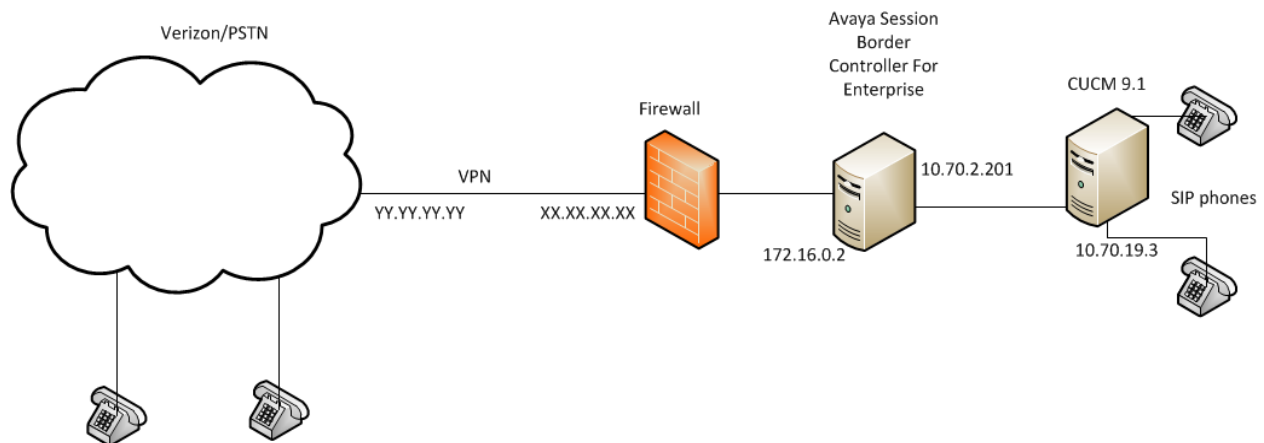 Verizon/PSTN
VPN
YY.YY.YY.YY
XX.XX.XX.XX
Firewall
Avaya Session
Border
Controller For
Enterprise
172.16.0.2
10.70.2.201
CUCM 9.1
SIP phones
10.70.19.3